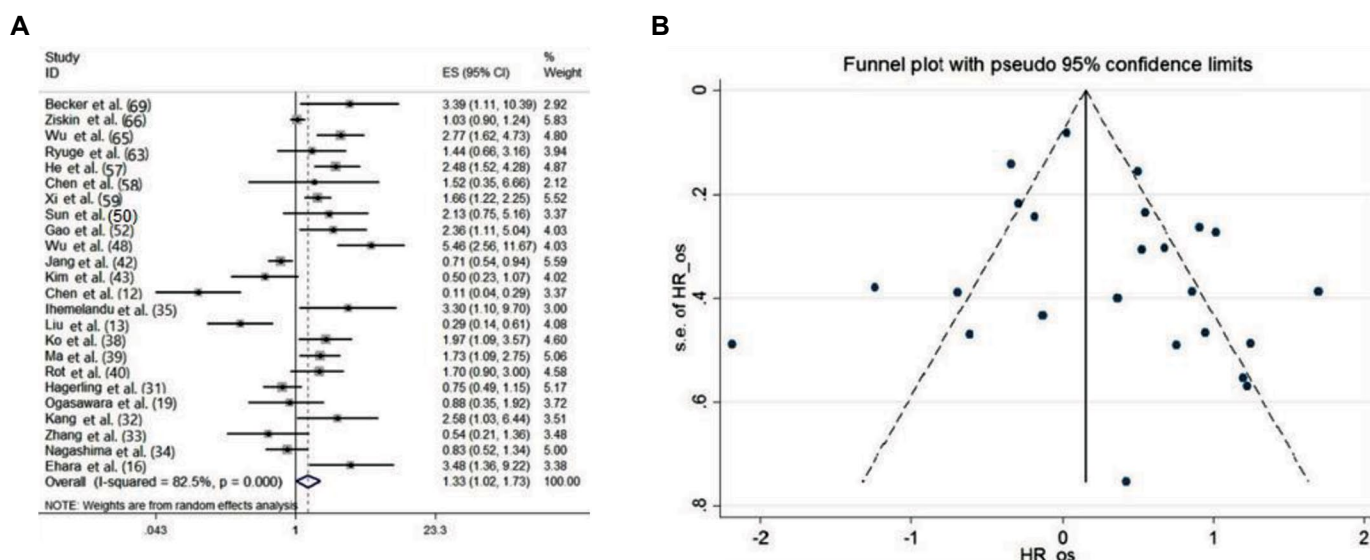 A
Study %
ID ES (95% CI) Weight
Becker et al. (69) 3.39 (1.11, 10.39) 2.92
Ziskin et al. (66) 1.03 (0.90, 1.24) 5.83
Wu et al. (65) 2.77 (1.62, 4.73) 4.80
Ryuge et al. (63) 1.44 (0.66, 3.16) 3.94
He et al. (57) 2.48 (1.52, 4.28) 4.87
Chen et al. (58) 1.52 (0.35, 6.66) 2.12
Xi et al. (59) 1.66 (1.22, 2.25) 5.52
Sun et al. (50) 2.13 (0.75, 5.16) 3.37
Gao et al. (52) 2.36 (1.11, 5.04) 4.03
Wu et al. (48) 5.46 (2.56, 11.67) 4.03
Jang et al. (42) 0.71 (0.54, 0.94) 5.59
Kim et al. (43) 0.50 (0.23, 1.07) 4.02
Chen et al. (12) 0.11 (0.04, 0.29) 3.37
Ihemelandu et al. (35) 3.30 (1.10, 9.70) 3.00
Liu et al. (13) 0.29 (0.14, 0.61) 4.08
Ko et al. (38) 1.97 (1.09, 3.57) 4.60
Ma et al. (39) 1.73 (1.09, 2.75) 5.06
Rot et al. (40) 1.70 (0.90, 3.00) 4.58
Hagerling et al. (31) 0.75 (0.49, 1.15) 5.17
Ogasawara et al. (19) 0.88 (0.35, 1.92) 3.72
Kang et al. (32) 2.58 (1.03, 6.44) 3.51
Zhang et al. (33) 0.54 (0.21, 1.36) 3.48
Nagashima et al. (34) 0.83 (0.52, 1.34) 5.00
Ehara et al. (16) 3.48 (1.36, 9.22) 3.38
Overall (I-squared = 82.5%, p = 0.000) 1.33 (1.02, 1.73) 100.00
NOTE: Weights are from random effects analysis
.043 1 23.3
B
Funnel plot with pseudo 95% confidence limits
s.e. of HR_os
0
.2
.4
.6
.8
-2 -1 0 1 2
HR_os